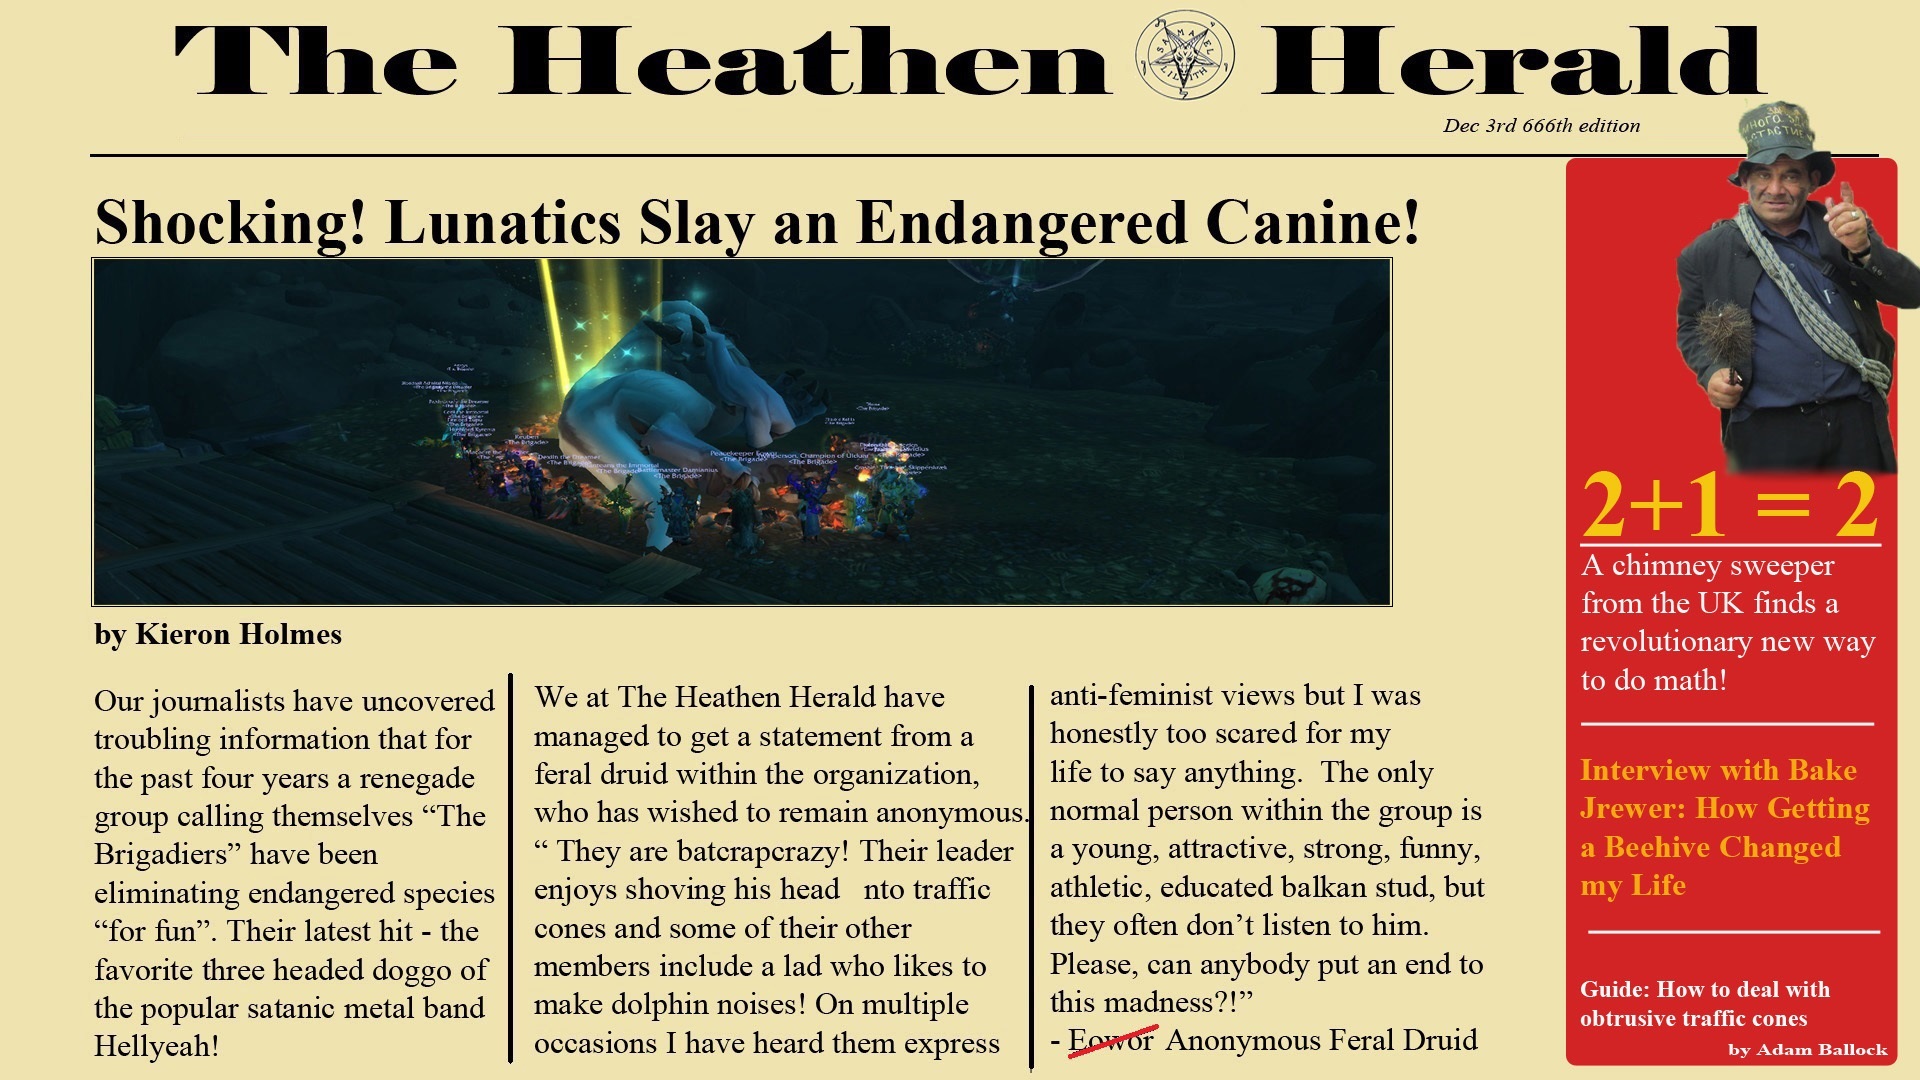 The Heathen Herald
Dec 3rd 666th edition
Shocking! Lunatics Slay an Endangered Canine!
by Kieron Holmes
Our journalists have uncovered
troubling information that for
the past four years a renegade
group calling themselves “The
Brigadiers” have been
eliminating endangered species
“for fun”. Their latest hit - the
favorite three headed doggo of
the popular satanic metal band
Hellyeah!
We at The Heathen Herald have
managed to get a statement from a
feral druid within the organization,
who has wished to remain anonymous.
“ They are batcrapcrazy! Their leader
enjoys shoving his head nto traffic
cones and some of their other
members include a lad who likes to
make dolphin noises! On multiple
occasions I have heard them express
anti-feminist views but I was
honestly too scared for my
life to say anything. The only
normal person within the group is
a young, attractive, strong, funny,
athletic, educated balkan stud, but
they often don’t listen to him.
Please, can anybody put an end to
this madness?!”
- Eowor Anonymous Feral Druid
2+1 = 2
A chimney sweeper
from the UK finds a
revolutionary new way
to do math!
Interview with Bake
Jrewer: How Getting
a Beehive Changed
my Life
Guide: How to deal with
obtrusive traffic cones
by Adam Ballock